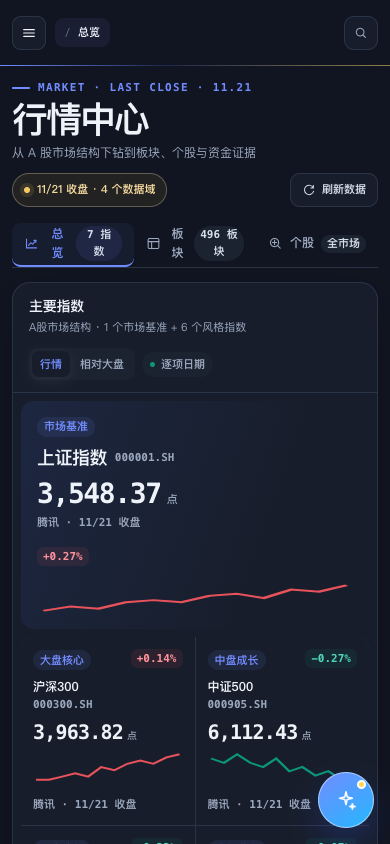 / 总览
MARKET · LAST CLOSE · 11.21
行情中心
从 A 股市场结构下钻到板块、个股与资金证据
11/21 收盘 · 4 个数据域
刷新数据
总览
7 指数
板块
496 板块
个股
全市场
主要指数
A股市场结构 · 1 个市场基准 + 6 个风格指数
行情
相对大盘
逐项日期
市场基准
上证指数 000001.SH
3,548.37 点
腾讯 · 11/21 收盘
+0.27%
大盘核心
+0.14%
沪深300
000300.SH
3,963.82 点
腾讯 · 11/21 收盘
中盘成长
−0.27%
中证500
000905.SH
6,112.43 点
腾讯 · 11/21 收盘